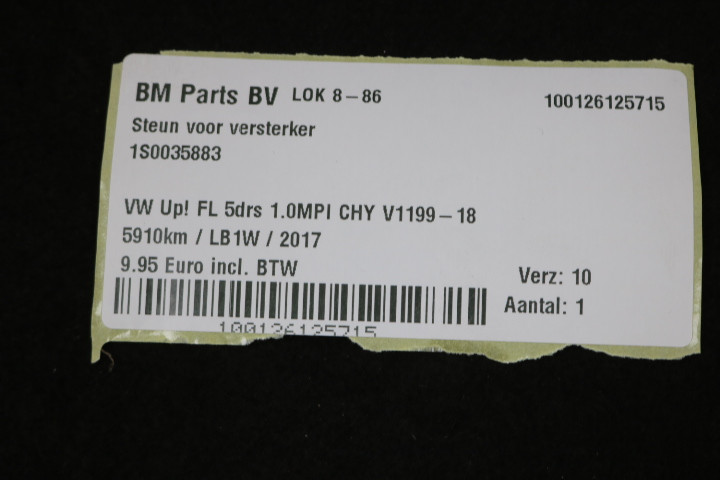 BM Parts BV LOK 8-86 100126125715
Steun voor versterker
1S0035883
VW Up! FL 5drs 1.0MPI CHY V1199-18
5910km / LB1W / 2017
9.95 Euro incl. BTW
Verz: 10
Aantal: 1
100126125715